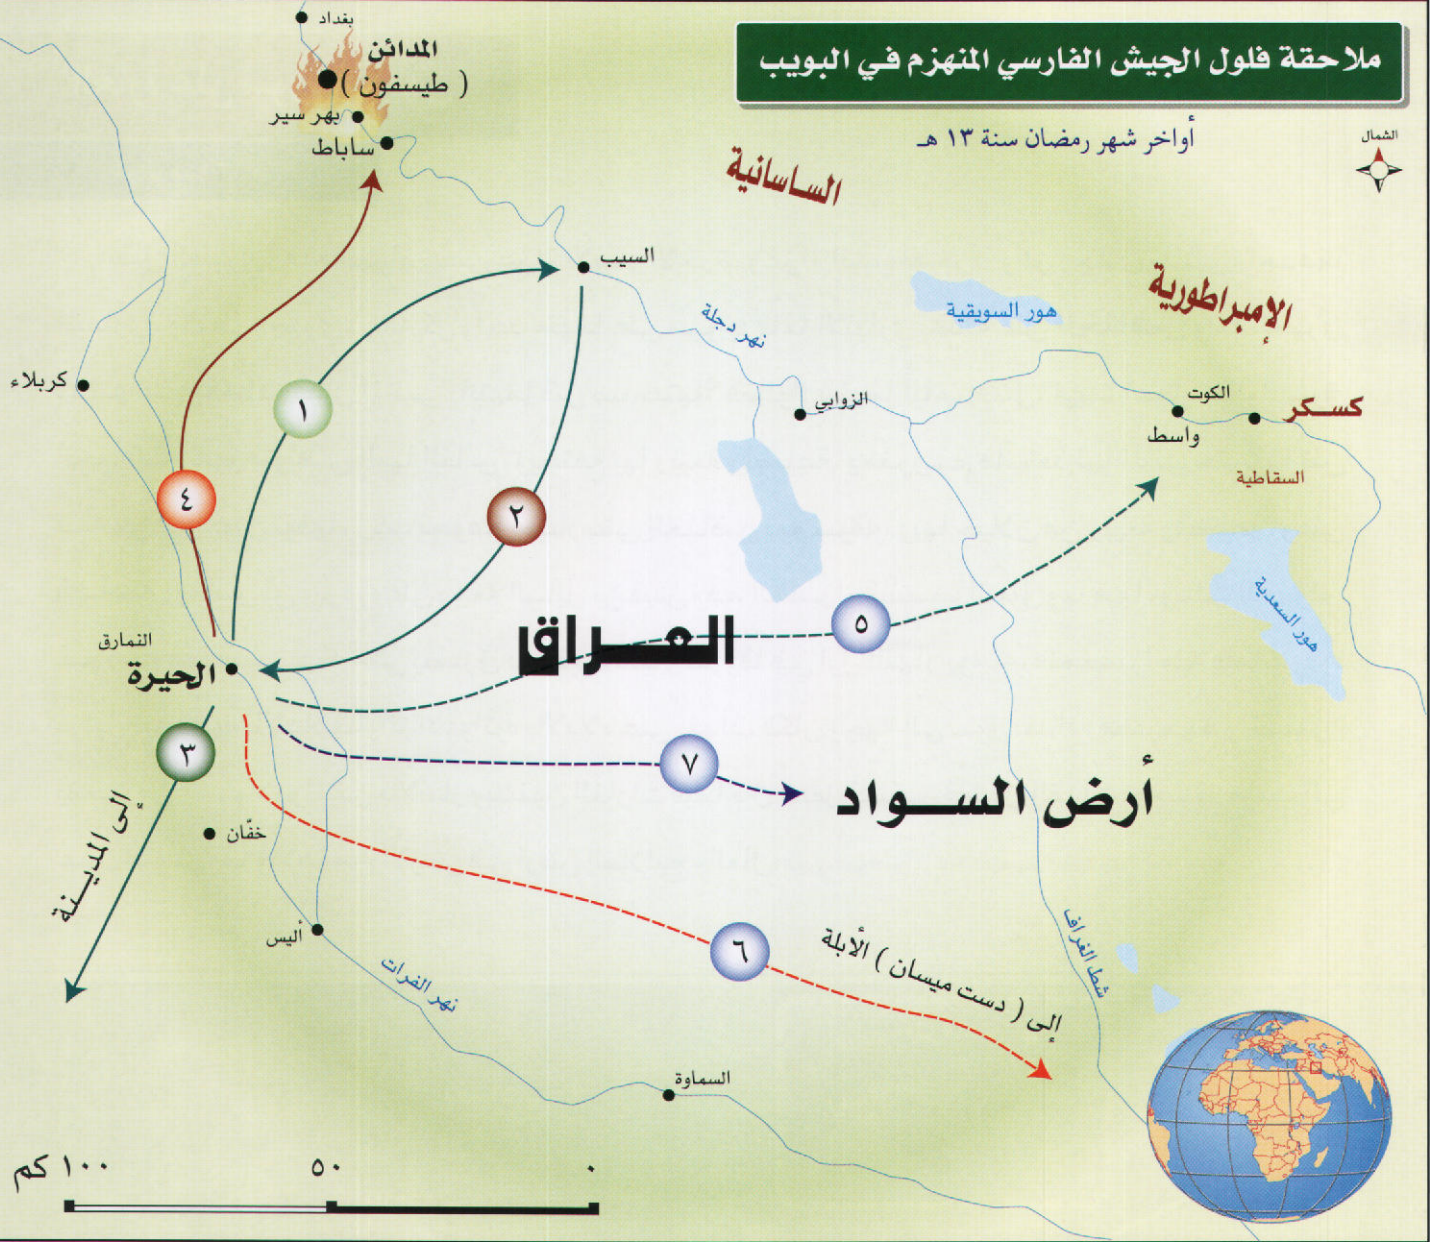 ملاحقة فلول الجيش الفارسي المنهزم في البويب
أواخر شهر رمضان سنة ١٣ هـ
الشمال
بغداد
المدائن
( طيسفون )
بهر سير
ساباط
الساسانية
الإمبراطورية
السيب
نهر دجلة
هور السويقية
كربلاء
الزوابي
الكوت
واسط
كسكر
السقاطية
هور السعدية
١
٢
٤
٥
العراق
النمارق
الحيرة
٣
٧
أرض السواد
إلى المدينة
خفّان
أليس
نهر الفرات
٦
إلى ( دست ميسان ) الأبلة
شط الغراف
السماوة
١٠٠ كم
٥٠
٠